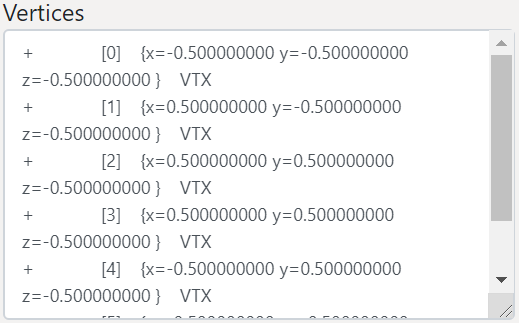 Vertices
+ [0] {x=-0.500000000 y=-0.500000000
z=-0.500000000 } VTX
+ [1] {x=0.500000000 y=-0.500000000
z=-0.500000000 } VTX
+ [2] {x=0.500000000 y=0.500000000
z=-0.500000000 } VTX
+ [3] {x=0.500000000 y=0.500000000
z=-0.500000000 } VTX
+ [4] {x=-0.500000000 y=0.500000000
z=-0.500000000 } VTX